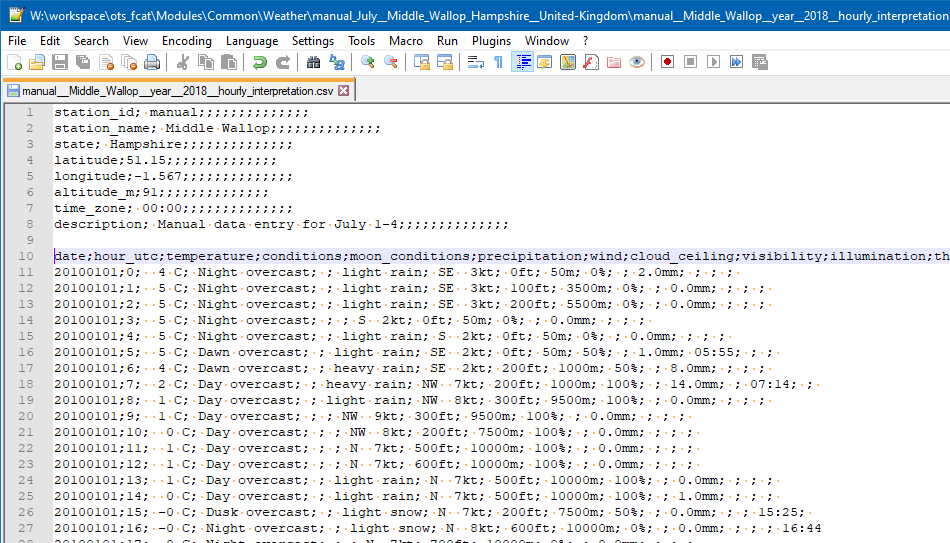 W:\workspace\ots_fcat\Modules\Common\Weather\manual_July__Middle_Wallop_Hampshire__United-Kingdom\manual__Middle_Wallop__year__2018__hourly_interpretation
File Edit Search View Encoding Language Settings Tools Macro Run Plugins Window ?
manual__Middle_Wallop__year__2018__hourly_interpretation.csv
1 station_id; manual;;;;;;;;;;;;;;
2 station_name; Middle Wallop;;;;;;;;;;;;;;
3 state; Hampshire;;;;;;;;;;;;;;
4 latitude;51.15;;;;;;;;;;;;;;
5 longitude;-1.567;;;;;;;;;;;;;;
6 altitude_m;91;;;;;;;;;;;;;;
7 time_zone; 00:00;;;;;;;;;;;;;;
8 description; Manual data entry for July 1-4;;;;;;;;;;;;;;
9
10 date;hour_utc;temperature;conditions;moon_conditions;precipitation;wind;cloud_ceiling;visibility;illumination;th
11 20100101;0;  4 C; Night overcast; ; light rain; SE  3kt; 0ft; 50m; 0%; ; 2.0mm; ; ; ;
12 20100101;1;  5 C; Night overcast; ; light rain; SE  3kt; 100ft; 3500m; 0%; ; 0.0mm; ; ; ;
13 20100101;2;  5 C; Night overcast; ; light rain; SE  3kt; 200ft; 5500m; 0%; ; 0.0mm; ; ; ;
14 20100101;3;  5 C; Night overcast; ; ; S  2kt; 0ft; 50m; 0%; ; 0.0mm; ; ; ;
15 20100101;4;  5 C; Night overcast; ; light rain; S  2kt; 0ft; 50m; 0%; ; 0.0mm; ; ; ;
16 20100101;5;  5 C; Dawn overcast; ; light rain; SE  2kt; 0ft; 50m; 50%; ; 1.0mm; 05:55; ; ;
17 20100101;6;  4 C; Dawn overcast; ; heavy rain; SE  2kt; 200ft; 1000m; 50%; ; 8.0mm; ; ; ;
18 20100101;7;  2 C; Day overcast; ; heavy rain; NW  7kt; 200ft; 1000m; 100%; ; 14.0mm; ; 07:14; ;
19 20100101;8;  1 C; Day overcast; ; light rain; NW  8kt; 300ft; 9500m; 100%; ; 0.0mm; ; ; ;
20 20100101;9;  1 C; Day overcast; ; ; NW  9kt; 300ft; 9500m; 100%; ; 0.0mm; ; ; ;
21 20100101;10;  0 C; Day overcast; ; ; NW  8kt; 200ft; 7500m; 100%; ; 0.0mm; ; ; ;
22 20100101;11;  1 C; Day overcast; ; ; N  7kt; 500ft; 10000m; 100%; ; 0.0mm; ; ; ;
23 20100101;12;  1 C; Day overcast; ; ; N  7kt; 600ft; 10000m; 100%; ; 0.0mm; ; ; ;
24 20100101;13;  1 C; Day overcast; ; light rain; N  7kt; 500ft; 10000m; 100%; ; 0.0mm; ; ; ;
25 20100101;14;  0 C; Day overcast; ; light rain; N  7kt; 500ft; 10000m; 100%; ; 1.0mm; ; ; ;
26 20100101;15; -0 C; Dusk overcast; ; light snow; N  7kt; 200ft; 7500m; 50%; ; 0.0mm; ; ; 15:25;
27 20100101;16; -0 C; Night overcast; ; light snow; N  8kt; 600ft; 10000m; 0%; ; 0.0mm; ; ; ; 16:44